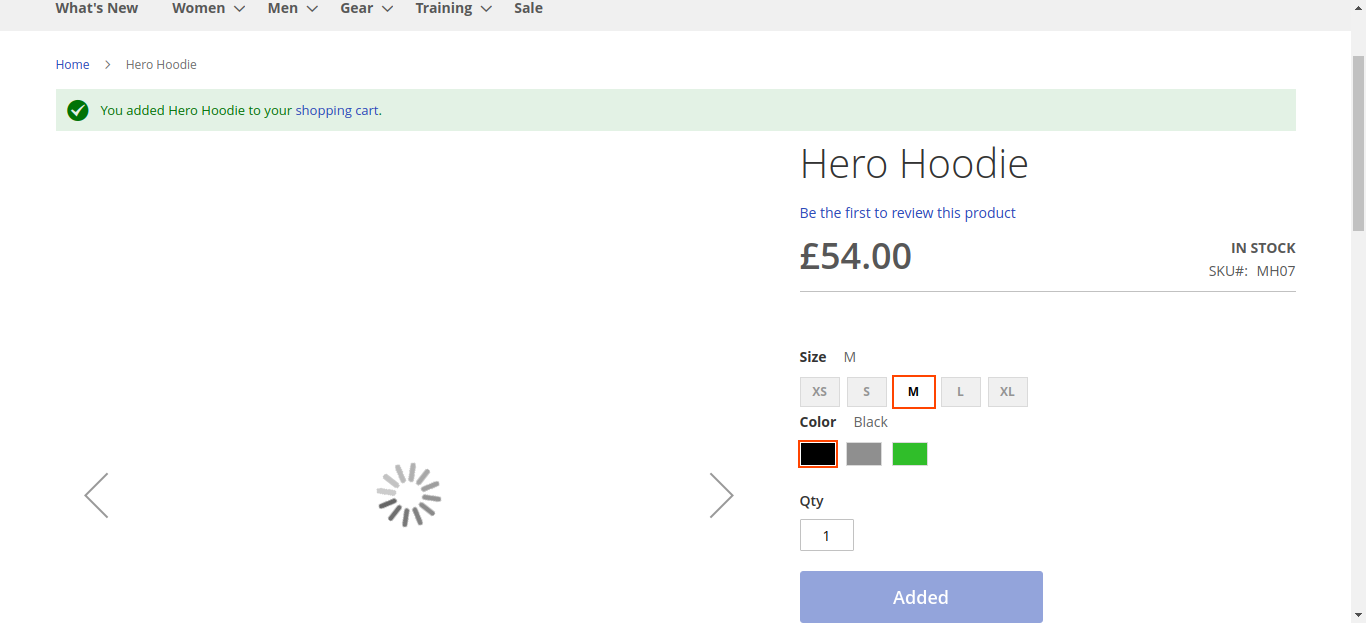 What's New Women Men Gear Training Sale
Home Hero Hoodie
You added Hero Hoodie to your shopping cart.
Hero Hoodie
Be the first to review this product
£54.00
IN STOCK
SKU#: MH07
Size M
XS S M L XL
Color Black
Qty
1
Added